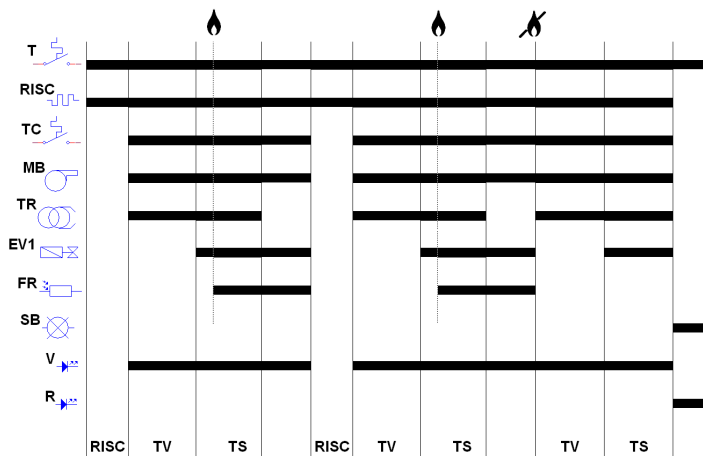 T
RISC
TC
MB
TR
EV1
FR
SB
V
R
RISC TV TS RISC TV TS TV TS